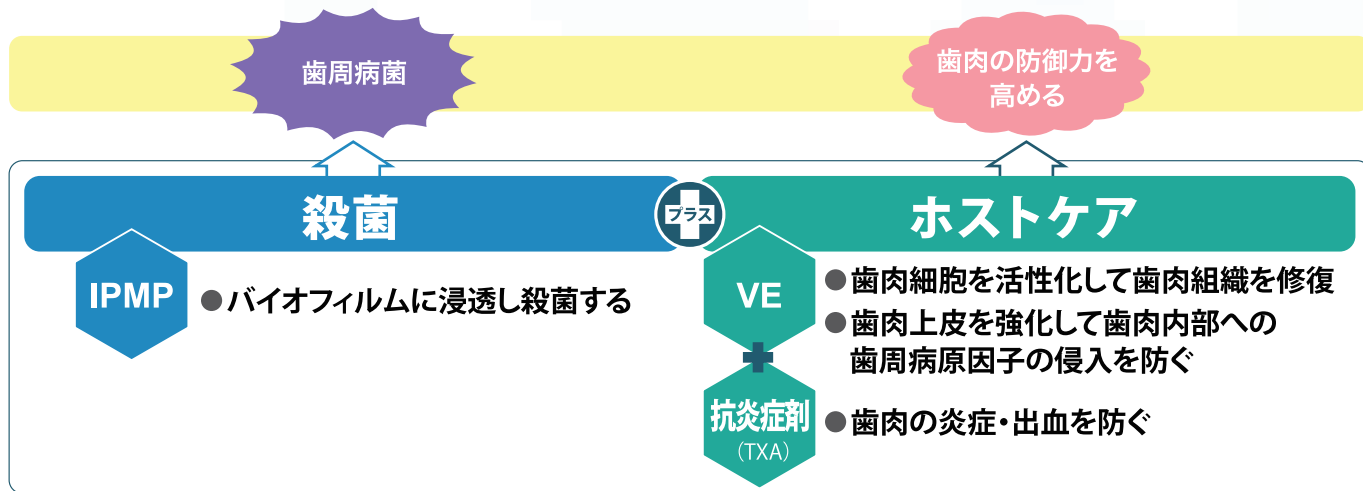 歯周病菌
歯肉の防御力を
高める
殺菌
プラス
ホストケア
IPMP
●バイオフィルムに浸透し殺菌する
VE
●歯肉細胞を活性化して歯肉組織を修復
●歯肉上皮を強化して歯肉内部への
歯周病原因子の侵入を防ぐ
抗炎症剤
（TXA）
●歯肉の炎症・出血を防ぐ